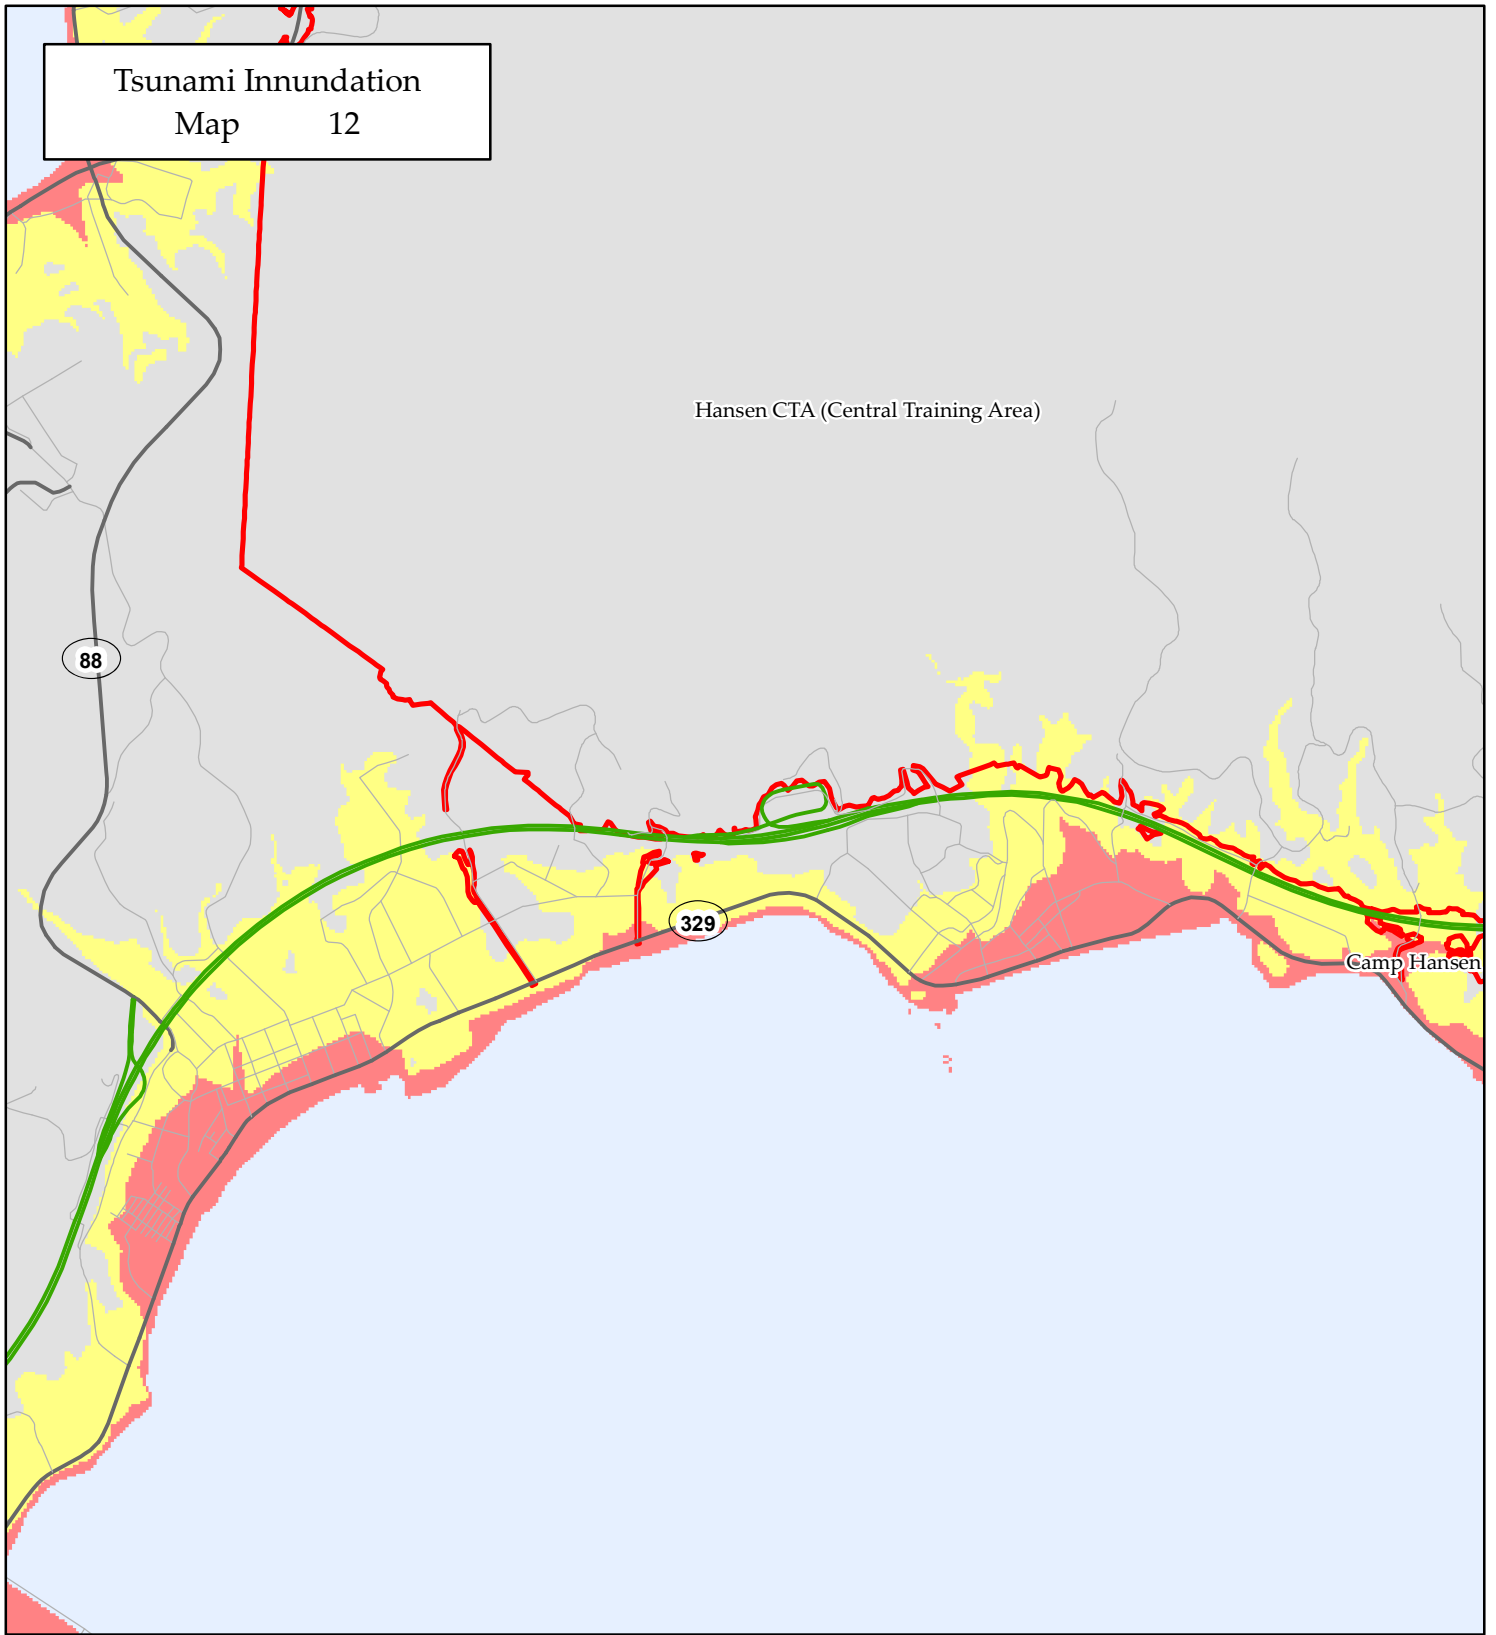 Tsunami Innundation
Map 12
Hansen CTA (Central Training Area)
88
329
Camp Hansen